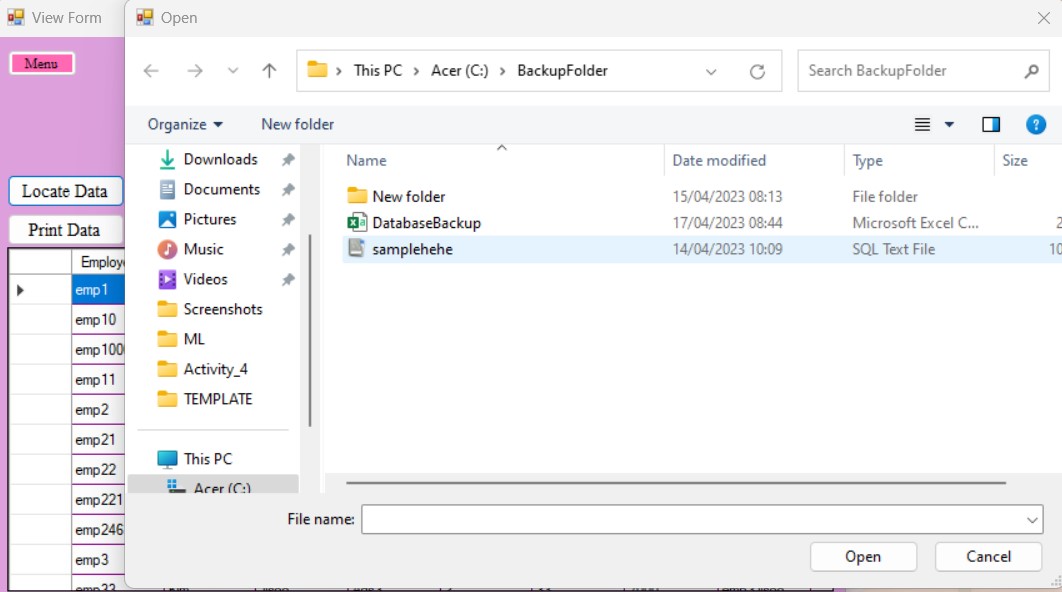 View Form
Open
Menu
This PC > Acer (C:) > BackupFolder
Search BackupFolder
Organize
New folder
Locate Data
Print Data
Employ
emp1
emp10
emp100
emp11
emp2
emp21
emp22
emp221
emp246
emp3
emp33
Downloads
Documents
Pictures
Music
Videos
Screenshots
ML
Activity_4
TEMPLATE
This PC
Acer (C:)
Name Date modified Type Size
New folder 15/04/2023 08:13 File folder
DatabaseBackup 17/04/2023 08:44 Microsoft Excel C... 2
samplehehe 14/04/2023 10:09 SQL Text File 10
File name:
Open Cancel